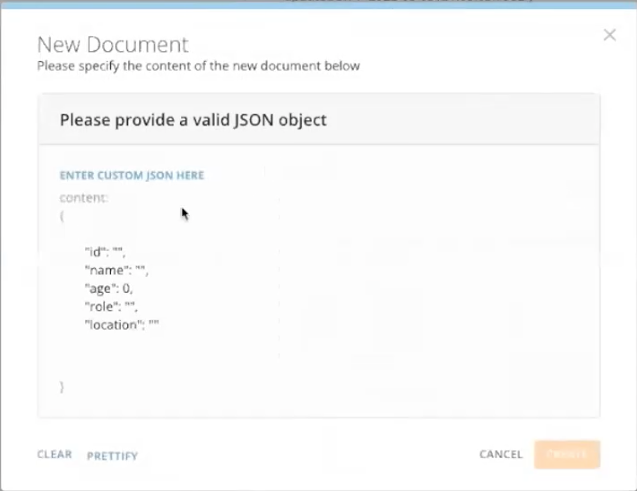 New Document
Please specify the content of the new document below
Please provide a valid JSON object
ENTER CUSTOM JSON HERE
content:
{
"id": "",
"name": "",
"age": 0,
"role": "",
"location": ""
}
CLEAR
PRETTIFY
CANCEL
CREATE